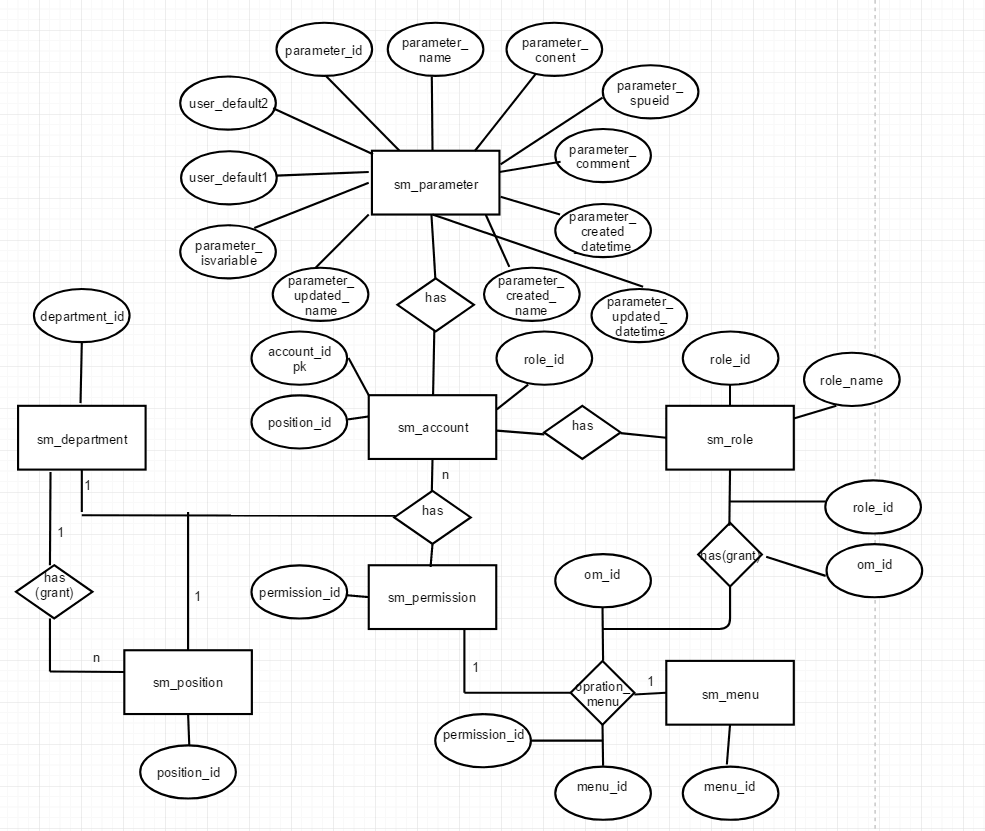 parameter_id
parameter_
name
parameter_
conent
parameter_
spueid
user_default2
parameter_
comment
user_default1
sm_parameter
parameter_
created
datetime
parameter_
isvariable
parameter_
updated_
name
has
parameter_
created_
name
parameter_
updated_
datetime
department_id
account_id
pk
role_id
role_id
role_name
position_id
sm_account
has
sm_role
sm_department
n
1
has
role_id
1
has(grant)
om_id
has
(grant)
om_id
permission_id
sm_permission
1
n
1
1
sm_position
opration_
menu
sm_menu
permission_id
position_id
menu_id
menu_id